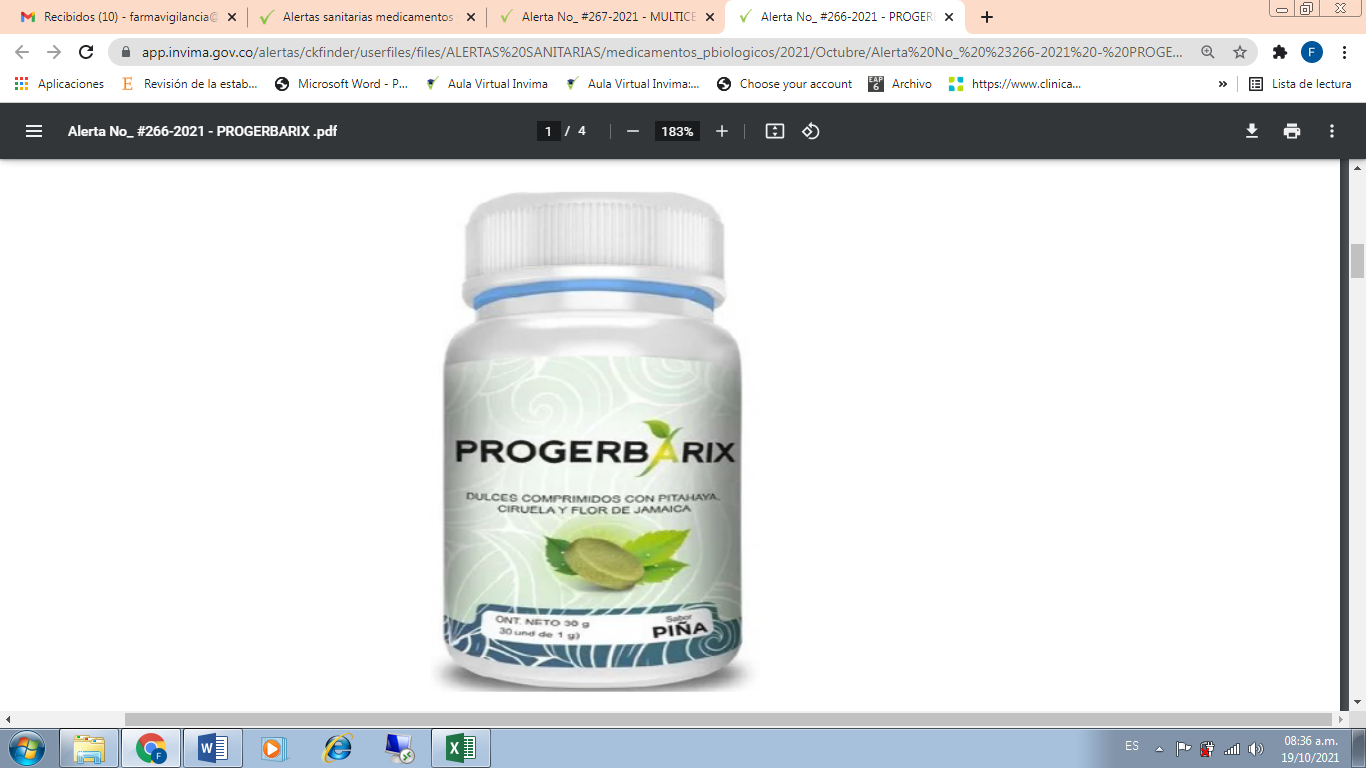 Recibidos (10) - farmavigilancia@
Alertas sanitarias medicamentos
Alerta No_ #267-2021 - MULTICE
Alerta No_ #266-2021 - PROGER
app.invima.gov.co/alertas/ckfinder/userfiles/files/ALERTAS%20SANITARIAS/medicamentos_pbiologicos/2021/Octubre/Alerta%20No_%20%23266-2021%20-%20PROGE...
F
Aplicaciones
Revisión de la estab...
Microsoft Word - P...
Aula Virtual Invima
Aula Virtual Invima:...
Choose your account
EAP 6
Archivo
https://www.clinica...
»
Lista de lectura
Alerta No_ #266-2021 - PROGERBARIX .pdf
1 / 4
183%
PROGERBARIX
DULCES COMPRIMIDOS CON PITAHAYA,
CIRUELA Y FLOR DE JAMAICA
ONT. NETO 30 g
30 und de 1 g)
Sabor
PIÑA
ES
08:36 a.m.
19/10/2021